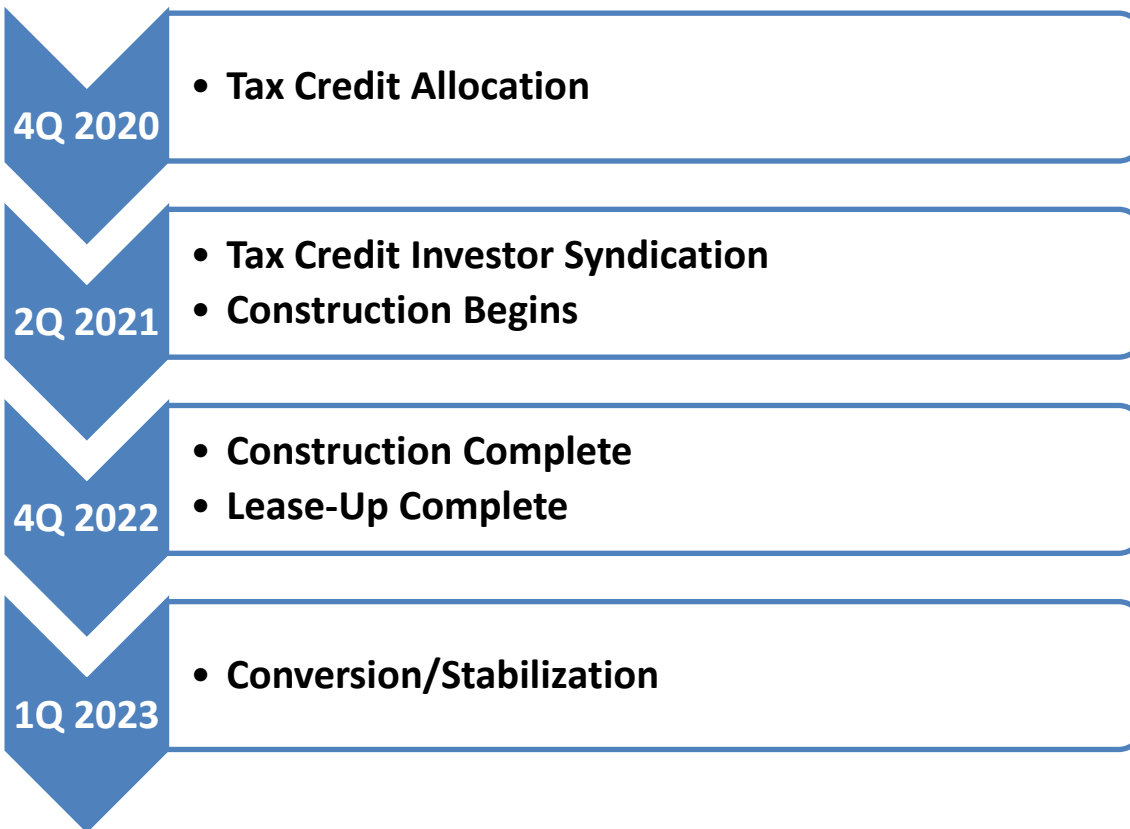 4Q 2020
• Tax Credit Allocation
2Q 2021
• Tax Credit Investor Syndication
• Construction Begins
4Q 2022
• Construction Complete
• Lease-Up Complete
1Q 2023
• Conversion/Stabilization